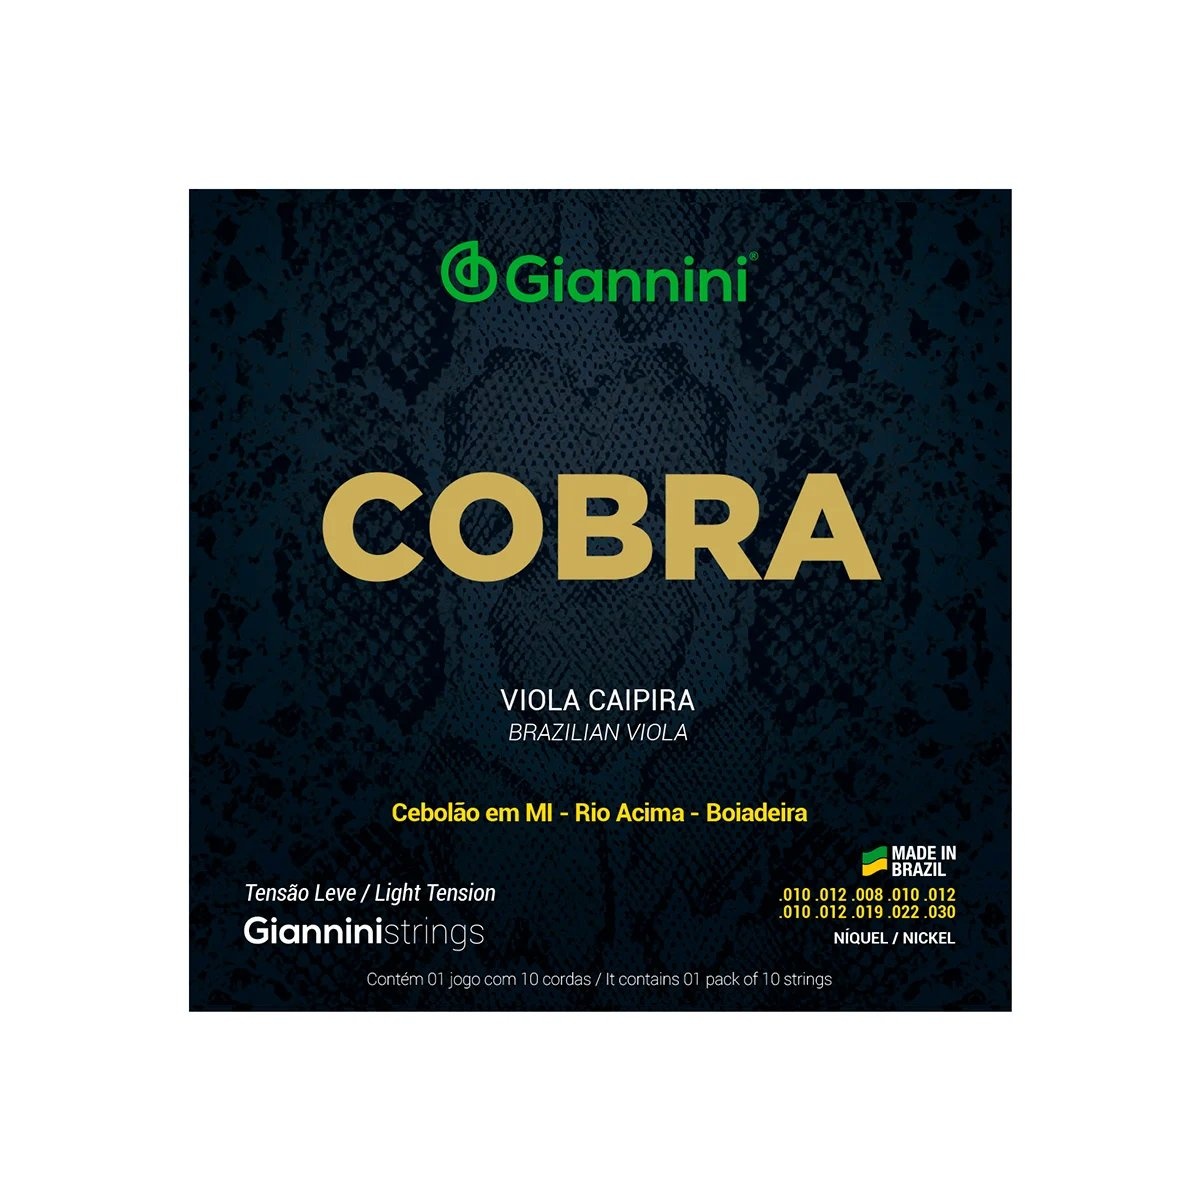 Giannini®
COBRA
VIOLA CAIPIRA
BRAZILIAN VIOLA
Cebolão em MI - Rio Acima - Boiadeira
MADE IN
BRAZIL
Tensão Leve / Light Tension
.010 .012 .008 .010 .012
.010 .012 .019 .022 .030
Gianninistrings
NÍQUEL / NICKEL
Contém 01 jogo com 10 cordas / It contains 01 pack of 10 strings